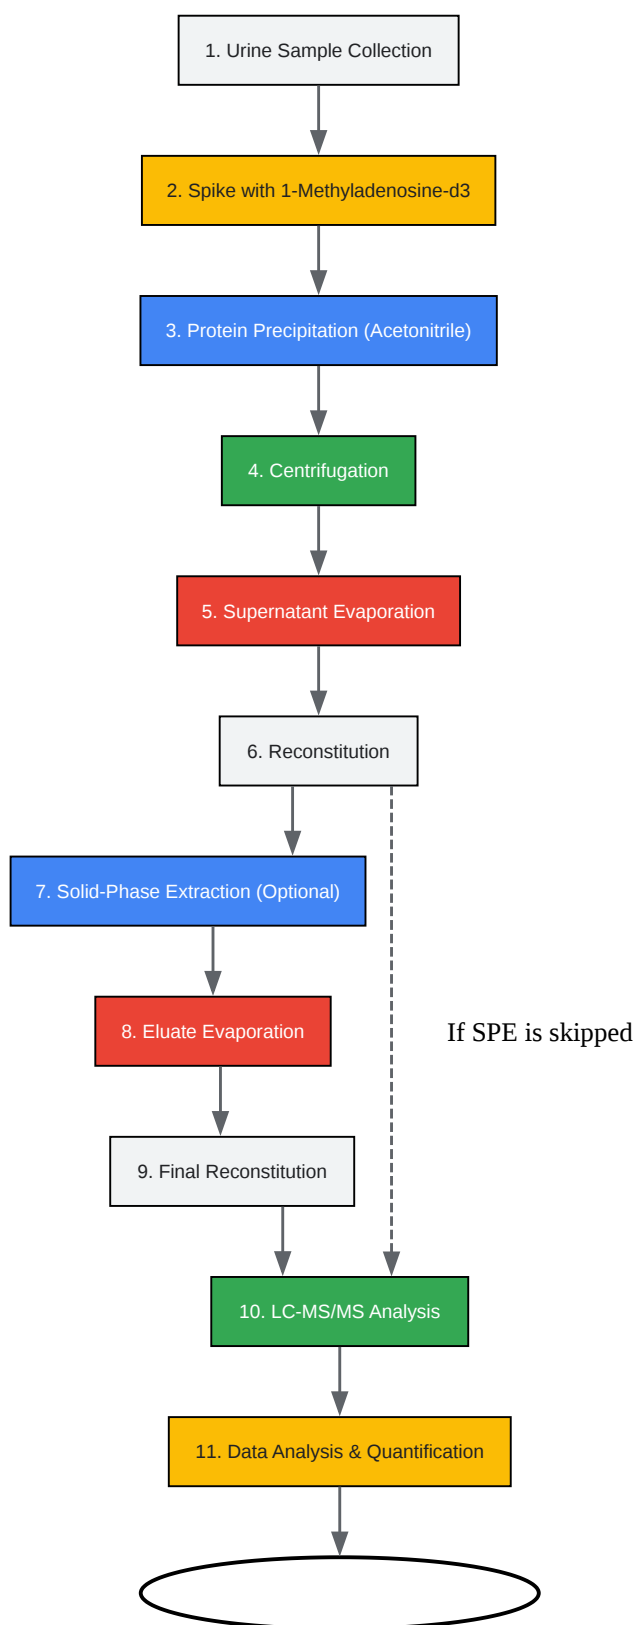 1. Urine Sample Collection
2. Spike with 1-Methyladenosine-d3
3. Protein Precipitation (Acetonitrile)
4. Centrifugation
5. Supernatant Evaporation
6. Reconstitution
7. Solid-Phase Extraction (Optional)
8. Eluate Evaporation
If SPE is skipped
9. Final Reconstitution
10. LC-MS/MS Analysis
11. Data Analysis & Quantification